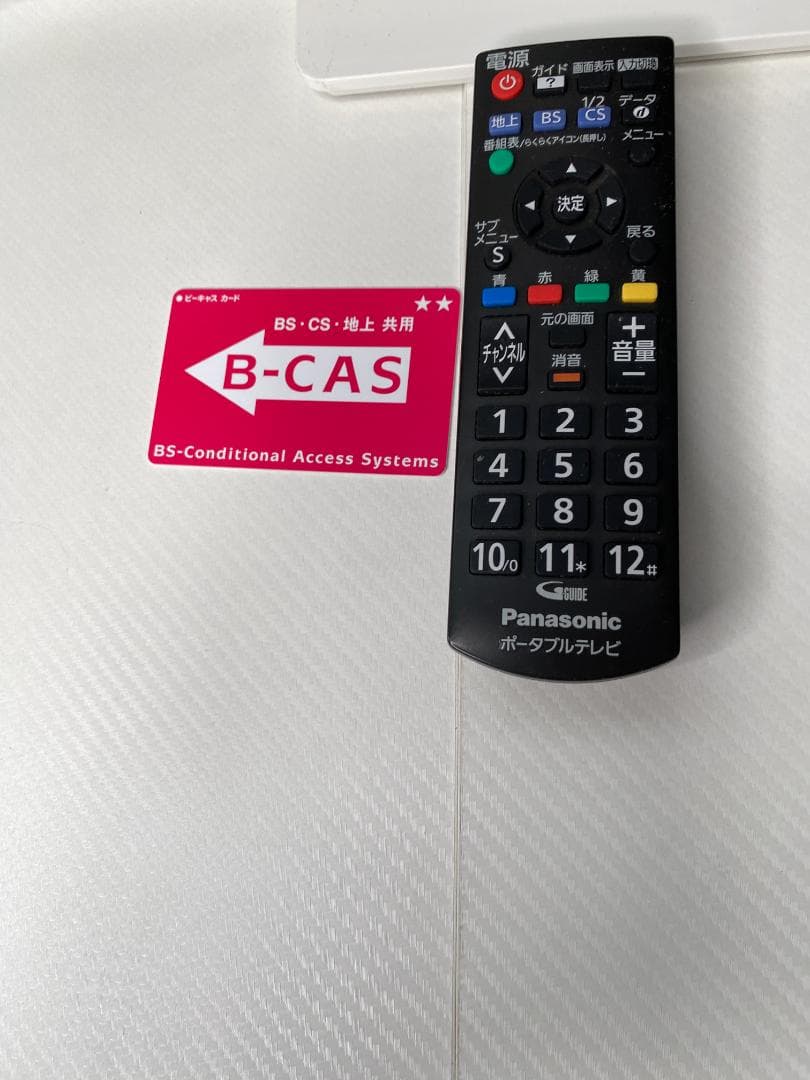 電源
ガイド 画面表示 入力切換
?
1/2 データ
地上 BS CS d
番組表/らくらくアイコン(長押し) メニュー
決定
サブ
メニュー
S
戻る
青 赤 緑 黄
元の画面
チャンネル
消音
+
音量
−
1 2 3
4 5 6
7 8 9
10/0 11* 12#
G GUIDE
Panasonic
ポータブルテレビ
ビーキャス カード
★★
BS・CS・地上 共用
B-CAS
BS-Conditional Access Systems